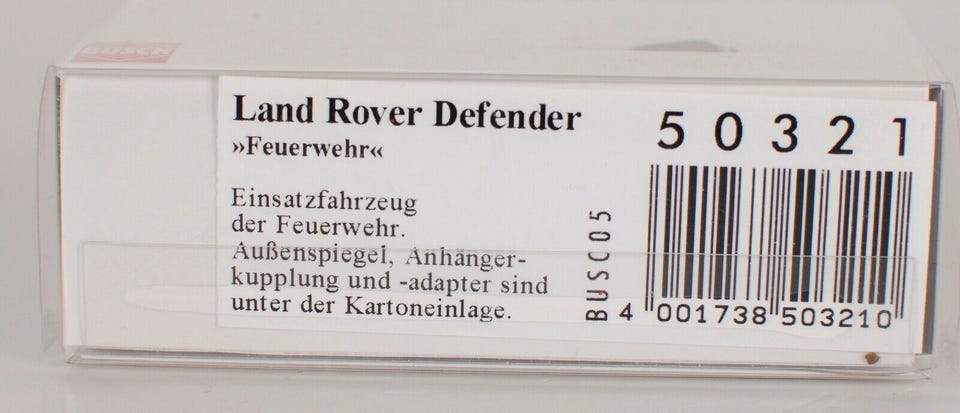 BUSCH
Land Rover Defender
»Feuerwehr«
Einsatzfahrzeug
der Feuerwehr.
Außenspiegel, Anhänger-
kupplung und -adapter sind
unter der Kartoneinlage.
50321
BUSC05
4 001738 503210